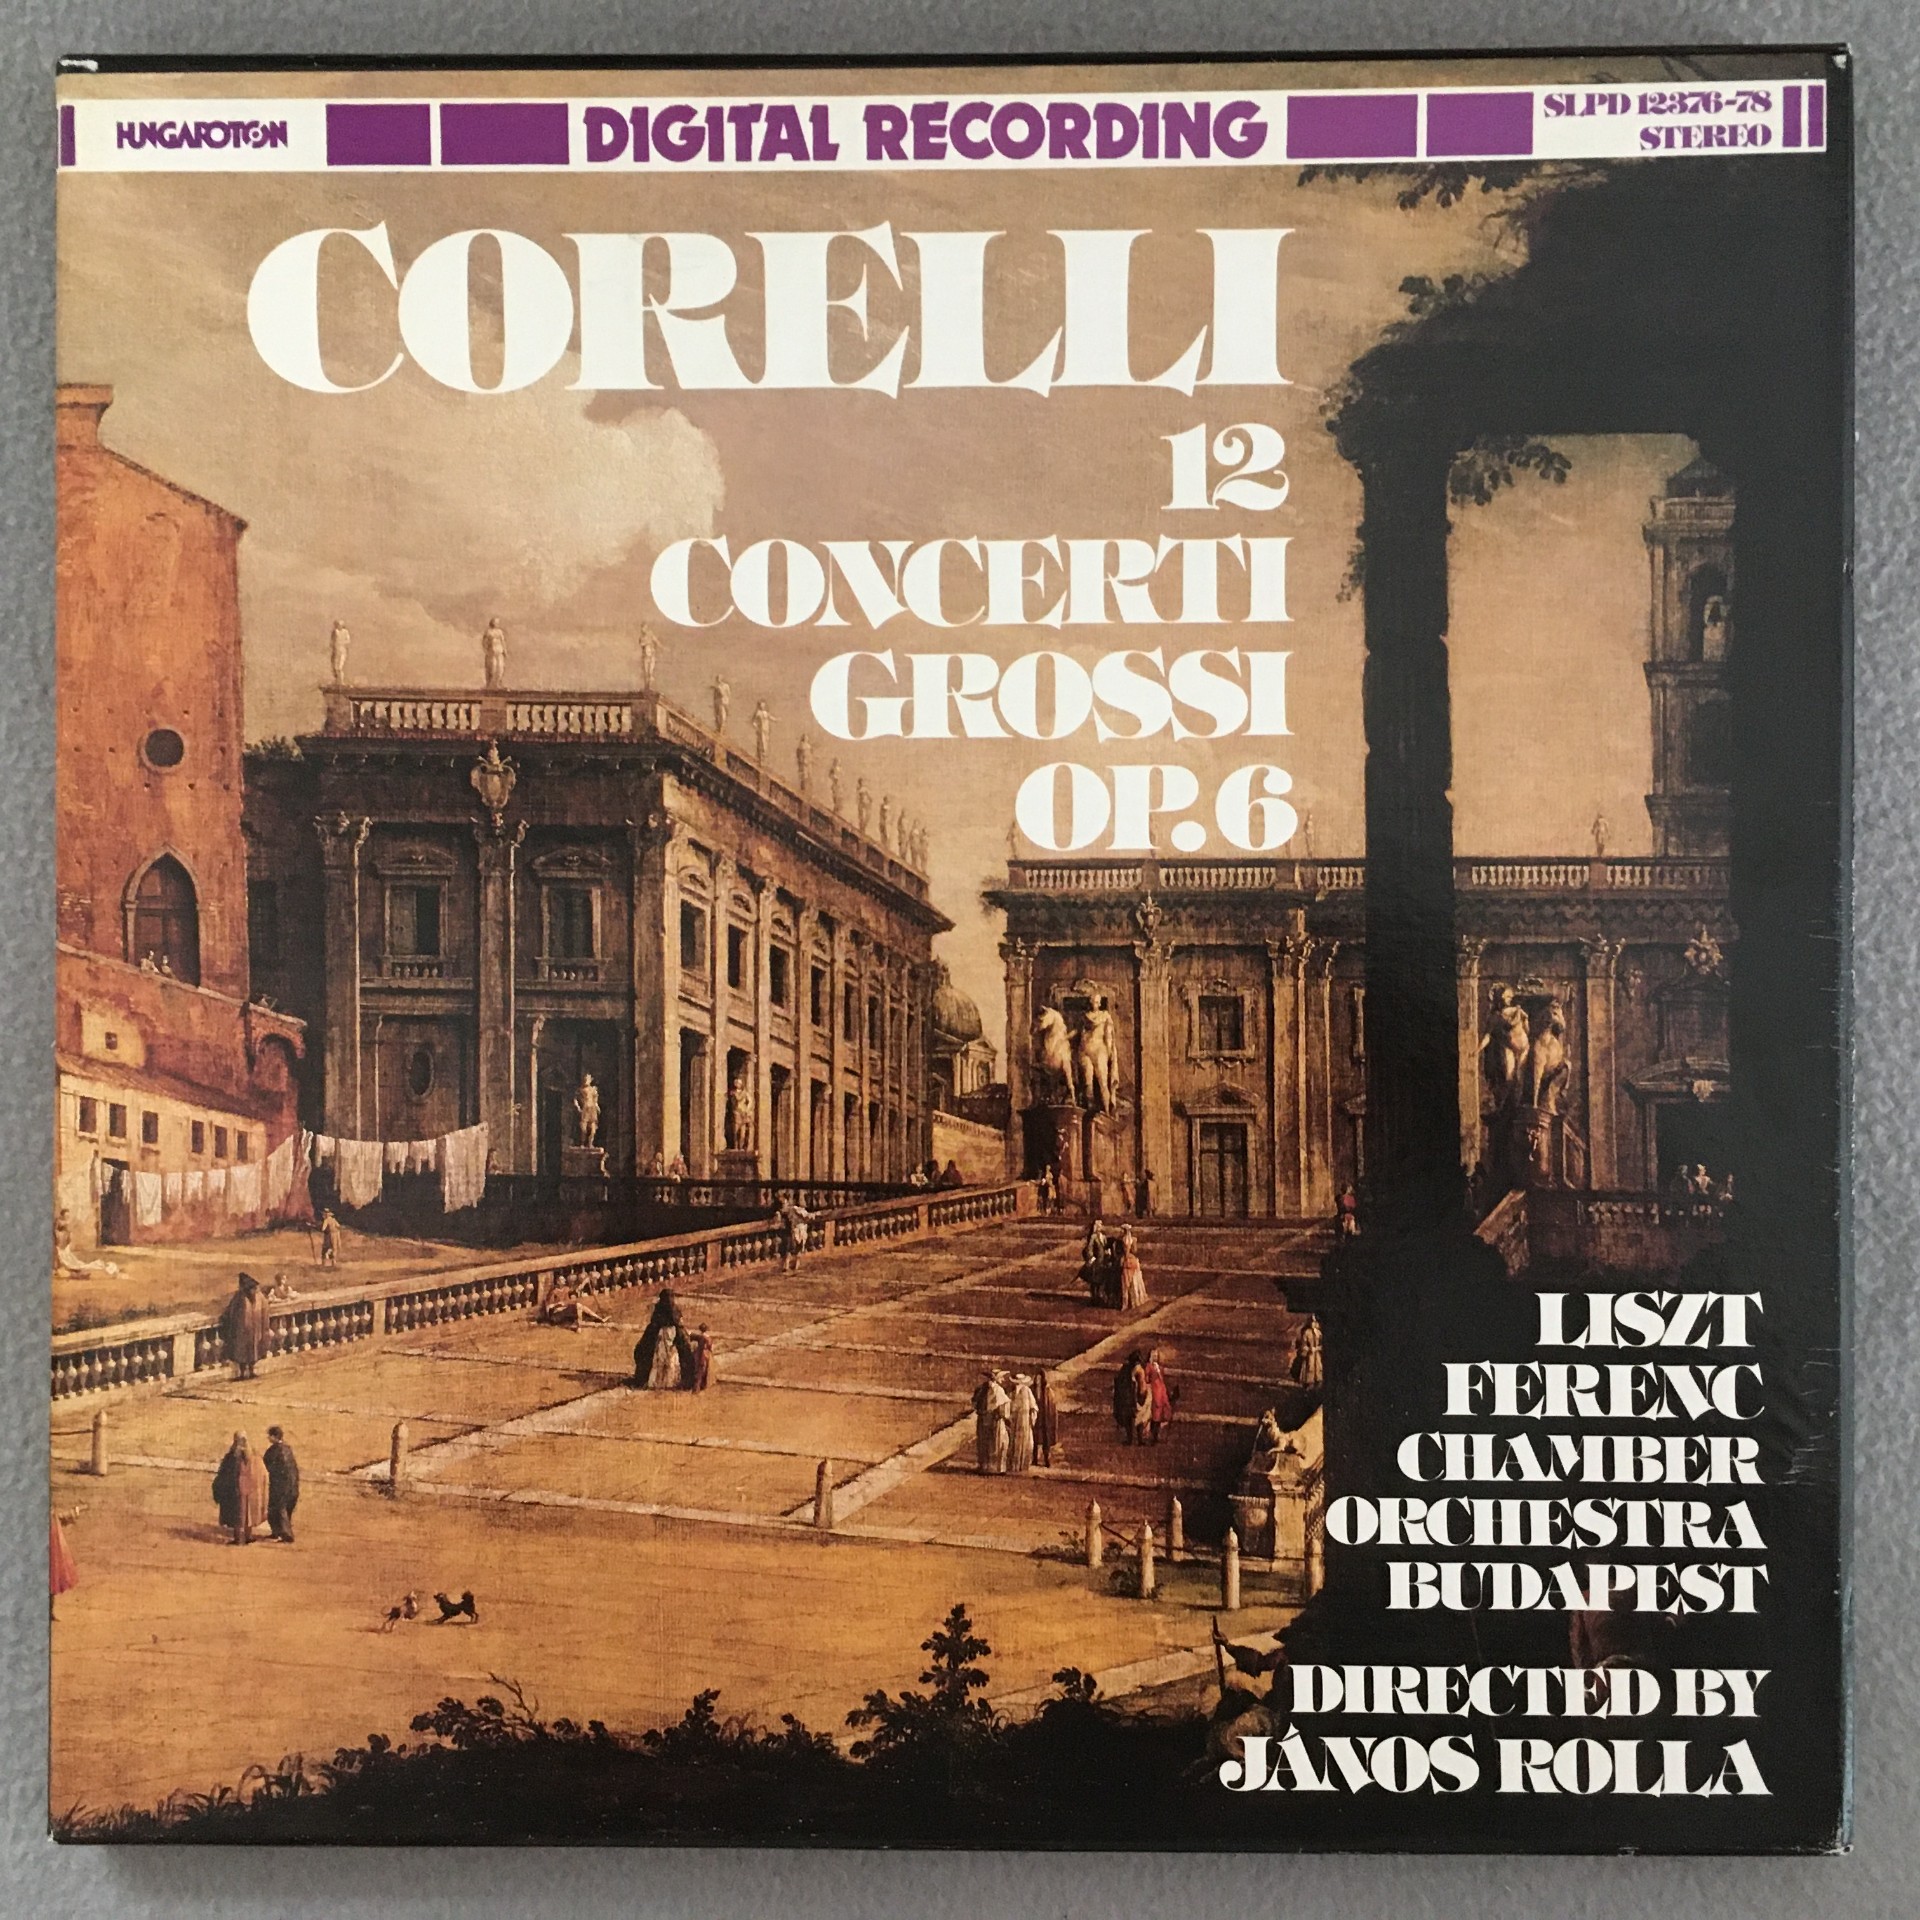 HUNGAROTON
DIGITAL RECORDING
SLPD 12376-78
STEREO
CORELLI
12
CONCERTI
GROSSI
OP. 6
LISZT
FERENC
CHAMBER
ORCHESTRA
BUDAPEST
DIRECTED BY
JÁNOS ROLLA